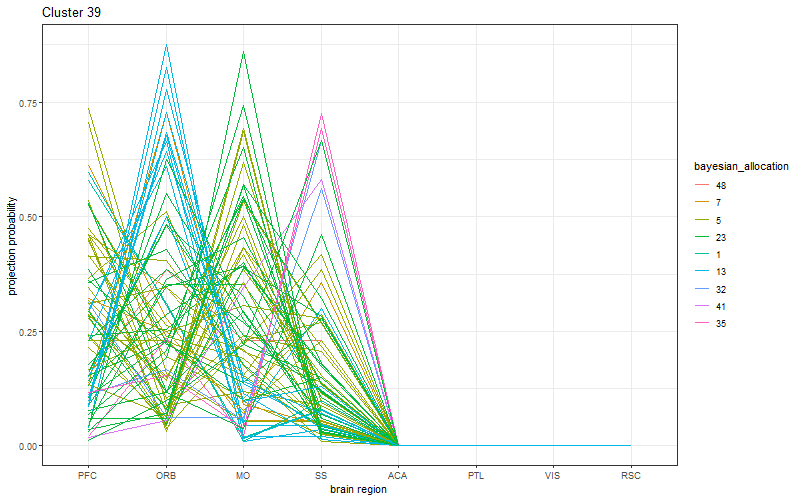 Cluster 39
projection probability
0.75
0.50
0.25
0.00
PFC ORB MO SS ACA PTL VIS RSC
brain region
bayesian_allocation
48
7
5
23
1
13
32
41
35